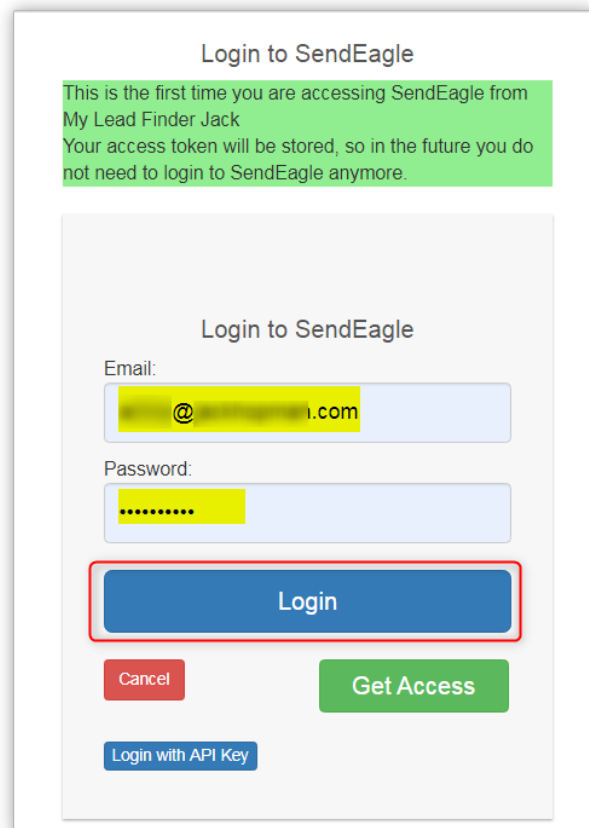 Login to SendEagle
This is the first time you are accessing SendEagle from
My Lead Finder Jack
Your access token will be stored, so in the future you do
not need to login to SendEagle anymore.
Login to SendEagle
Email:
@ .com
Password:
••••••••••
Login
Cancel
Get Access
Login with API Key